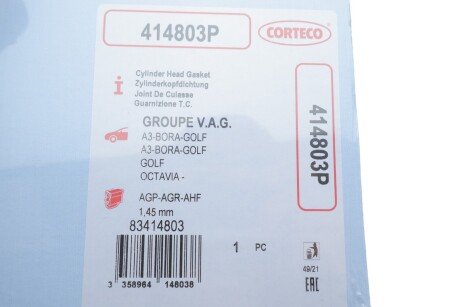 414803P
CORTECO
Cylinder Head Gasket
Zylinderkopfdichtung
Joint De Culasse
Guarnizione T.C.
414803P
GROUPE V.A.G.
A3-BORA-GOLF
A3-BORA-GOLF
GOLF
OCTAVIA -
AGP-AGR-AHF
1,45 mm
83414803
1 PC
49/21
EAC
3 358964 148038